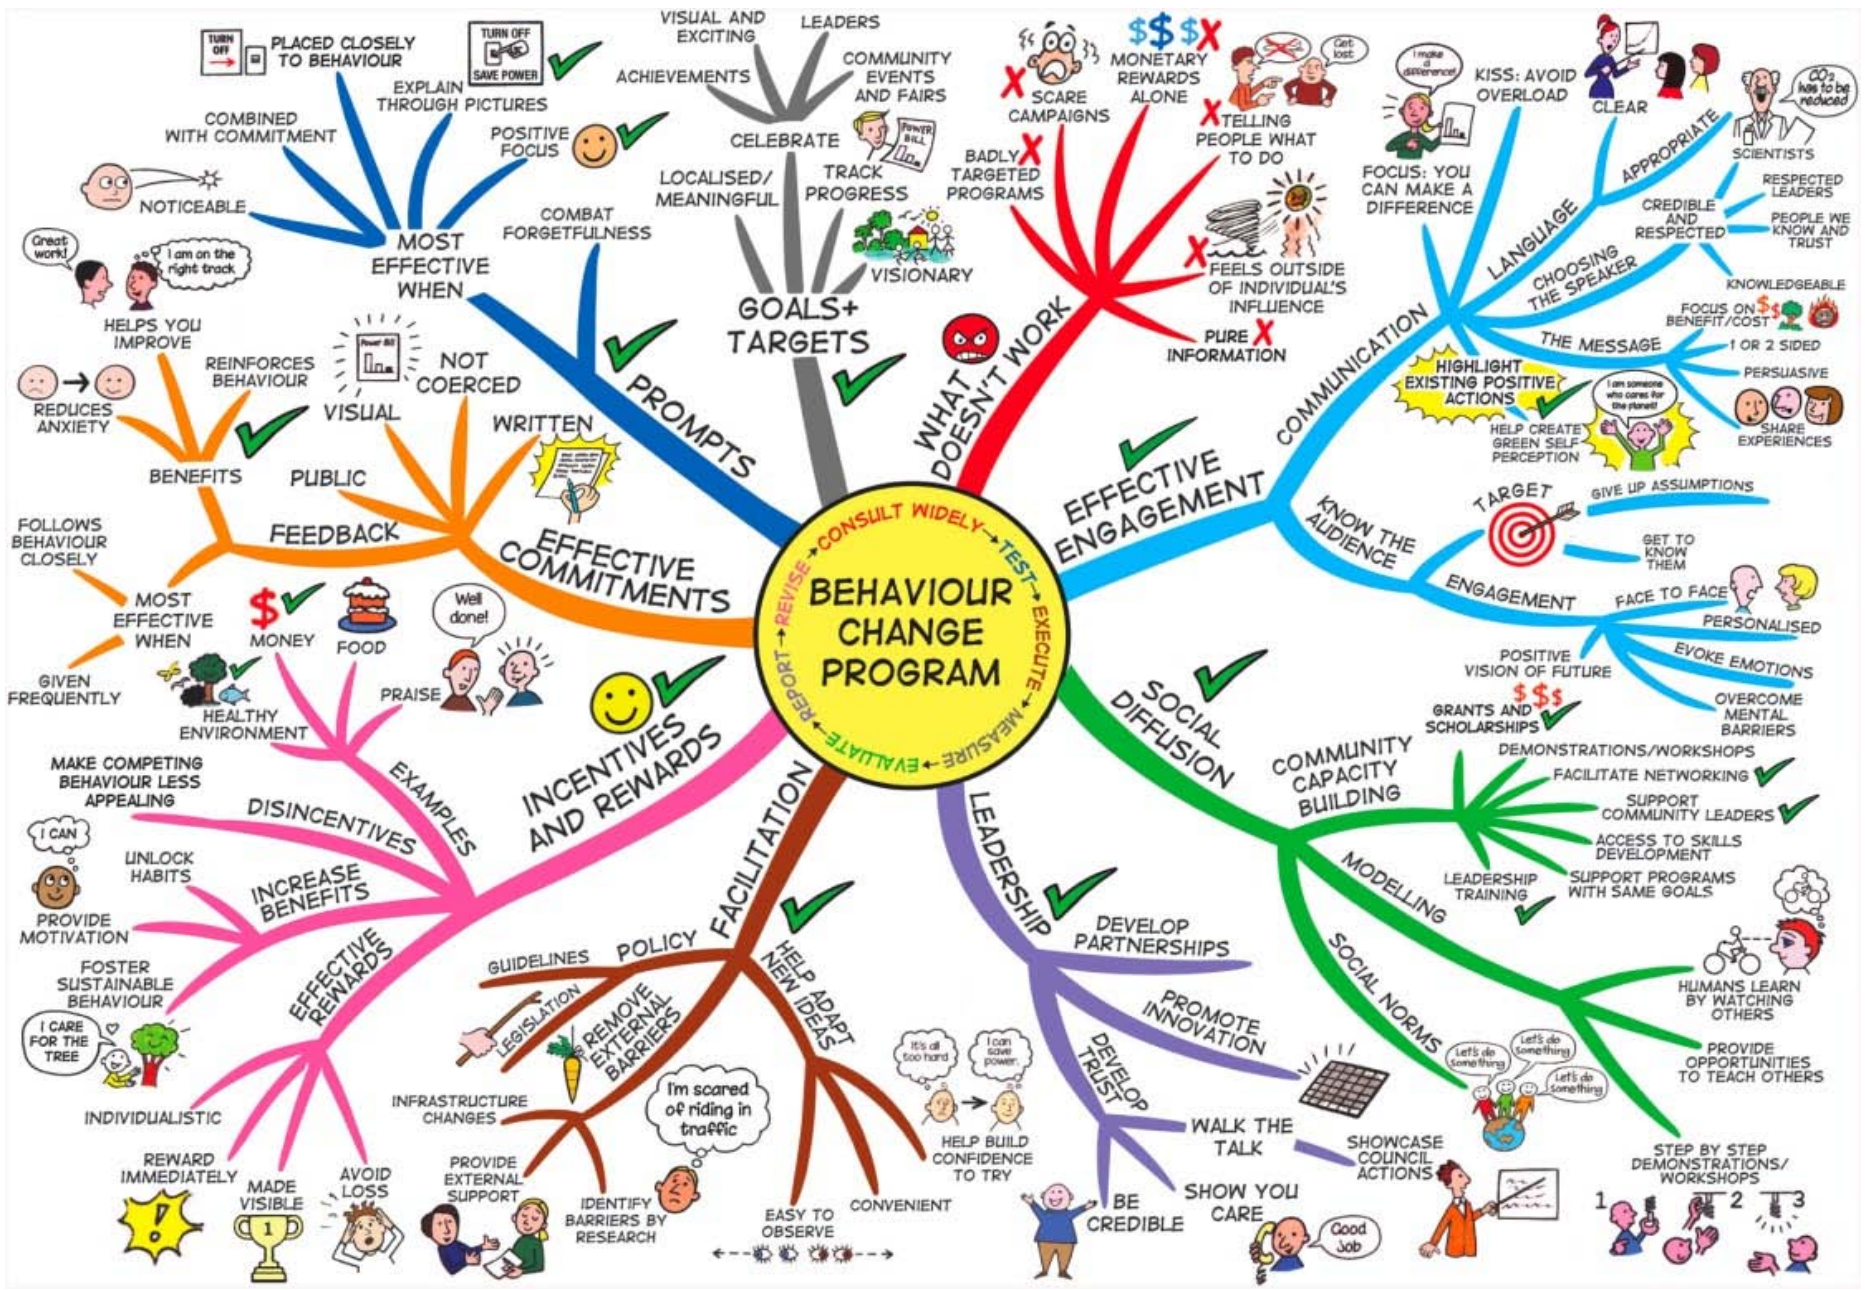 BEHAVIOUR
CHANGE
PROGRAM
CONSULT WIDELY
TEST
EXECUTE
MEASURE
EVALUATE
REPORT
REVISE
PROMPTS
COMBAT
FORGETFULNESS
MOST
EFFECTIVE
WHEN
NOTICEABLE
COMBINED
WITH COMMITMENT
TURN
OFF
PLACED CLOSELY
TO BEHAVIOUR
EXPLAIN
THROUGH PICTURES
TURN OFF
SAVE POWER
POSITIVE
FOCUS
GOALS+
TARGETS
LOCALISED/
MEANINGFUL
CELEBRATE
ACHIEVEMENTS
VISUAL AND
EXCITING
LEADERS
COMMUNITY
EVENTS
AND FAIRS
TRACK
PROGRESS
POWER
BILL
VISIONARY
WHAT
DOESN'T WORK
BADLY
TARGETED
PROGRAMS
SCARE
CAMPAIGNS
$$ $
MONETARY
REWARDS
ALONE
TELLING
PEOPLE WHAT
TO DO
Get
lost
FEELS OUTSIDE
OF INDIVIDUAL'S
INFLUENCE
PURE
INFORMATION
EFFECTIVE
ENGAGEMENT
COMMUNICATION
I make
a
difference!
FOCUS: YOU
CAN MAKE A
DIFFERENCE
KISS: AVOID
OVERLOAD
LANGUAGE
CLEAR
APPROPRIATE
CHOOSING
THE SPEAKER
CREDIBLE
AND
RESPECTED
CO2
has to be
reduced
SCIENTISTS
RESPECTED
LEADERS
PEOPLE WE
KNOW AND
TRUST
KNOWLEDGEABLE
THE MESSAGE
FOCUS ON
BENEFIT/COST
$$
1 OR 2 SIDED
PERSUASIVE
SHARE
EXPERIENCES
HIGHLIGHT
EXISTING POSITIVE
ACTIONS
HELP CREATE
GREEN SELF
PERCEPTION
I am someone
who cares for
the planet!
KNOW THE
AUDIENCE
TARGET
GIVE UP ASSUMPTIONS
GET TO
KNOW
THEM
ENGAGEMENT
FACE TO FACE
PERSONALISED
EVOKE EMOTIONS
OVERCOME
MENTAL
BARRIERS
POSITIVE
VISION OF FUTURE
SOCIAL
DIFFUSION
COMMUNITY
CAPACITY
BUILDING
$$$
GRANTS AND
SCHOLARSHIPS
DEMONSTRATIONS/WORKSHOPS
FACILITATE NETWORKING
SUPPORT
COMMUNITY LEADERS
ACCESS TO SKILLS
DEVELOPMENT
SUPPORT PROGRAMS
WITH SAME GOALS
LEADERSHIP
TRAINING
MODELLING
HUMANS LEARN
BY WATCHING
OTHERS
PROVIDE
OPPORTUNITIES
TO TEACH OTHERS
STEP BY STEP
DEMONSTRATIONS/
WORKSHOPS
1
2
3
SOCIAL NORMS
Let's do
something
Let's do
something
Let's do
something
LEADERSHIP
DEVELOP
PARTNERSHIPS
PROMOTE
INNOVATION
DEVELOP
TRUST
WALK THE
TALK
SHOWCASE
COUNCIL
ACTIONS
SHOW YOU
CARE
Good
Job
BE
CREDIBLE
FACILITATION
POLICY
GUIDELINES
LEGISLATION
REMOVE
EXTERNAL
BARRIERS
INFRASTRUCTURE
CHANGES
PROVIDE
EXTERNAL
SUPPORT
IDENTIFY
BARRIERS BY
RESEARCH
I'm scared
of riding in
traffic
HELP ADAPT
NEW IDEAS
It's all
too hard
I can
save
power.
HELP BUILD
CONFIDENCE
TO TRY
CONVENIENT
EASY TO
OBSERVE
INCENTIVES
AND REWARDS
EXAMPLES
$
MONEY
FOOD
PRAISE
Well
done!
HEALTHY
ENVIRONMENT
DISINCENTIVES
MAKE COMPETING
BEHAVIOUR LESS
APPEALING
INCREASE
BENEFITS
UNLOCK
HABITS
I CAN
PROVIDE
MOTIVATION
FOSTER
SUSTAINABLE
BEHAVIOUR
I CARE
FOR THE
TREE
EFFECTIVE
REWARDS
INDIVIDUALISTIC
REWARD
IMMEDIATELY
!
MADE
VISIBLE
1
AVOID
LOSS
EFFECTIVE
COMMITMENTS
WRITTEN
NOT
COERCED
VISUAL
Power Bill
PUBLIC
FEEDBACK
BENEFITS
REDUCES
ANXIETY
HELPS YOU
IMPROVE
Great
work!
I am on the
right track
REINFORCES
BEHAVIOUR
MOST
EFFECTIVE
WHEN
FOLLOWS
BEHAVIOUR
CLOSELY
GIVEN
FREQUENTLY